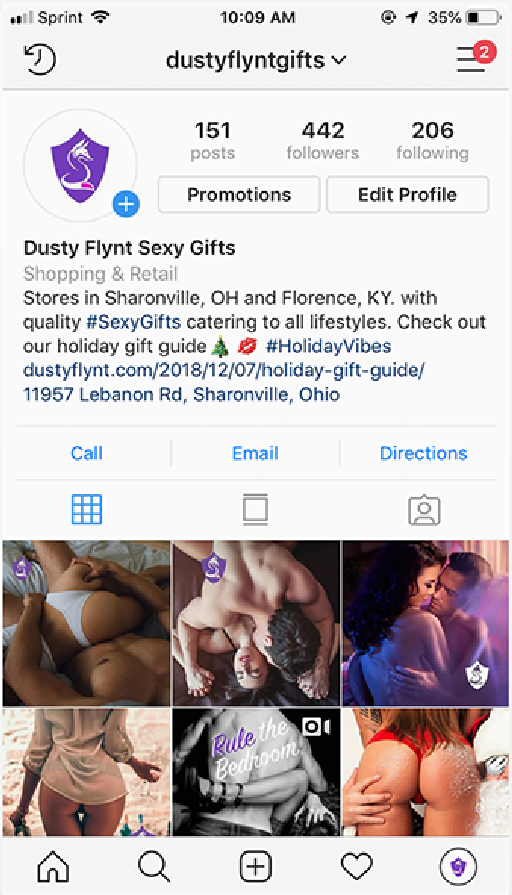 Sprint 10:09 AM 35%
dustyflyntgifts
2
151 442 206
posts followers following
Promotions Edit Profile
Dusty Flynt Sexy Gifts
Shopping & Retail
Stores in Sharonville, OH and Florence, KY. with
quality #SexyGifts catering to all lifestyles. Check out
our holiday gift guide🎄 💋 #HolidayVibes
dustyflynt.com/2018/12/07/holiday-gift-guide/
11957 Lebanon Rd, Sharonville, Ohio
Call Email Directions
Rule the
Bedroom